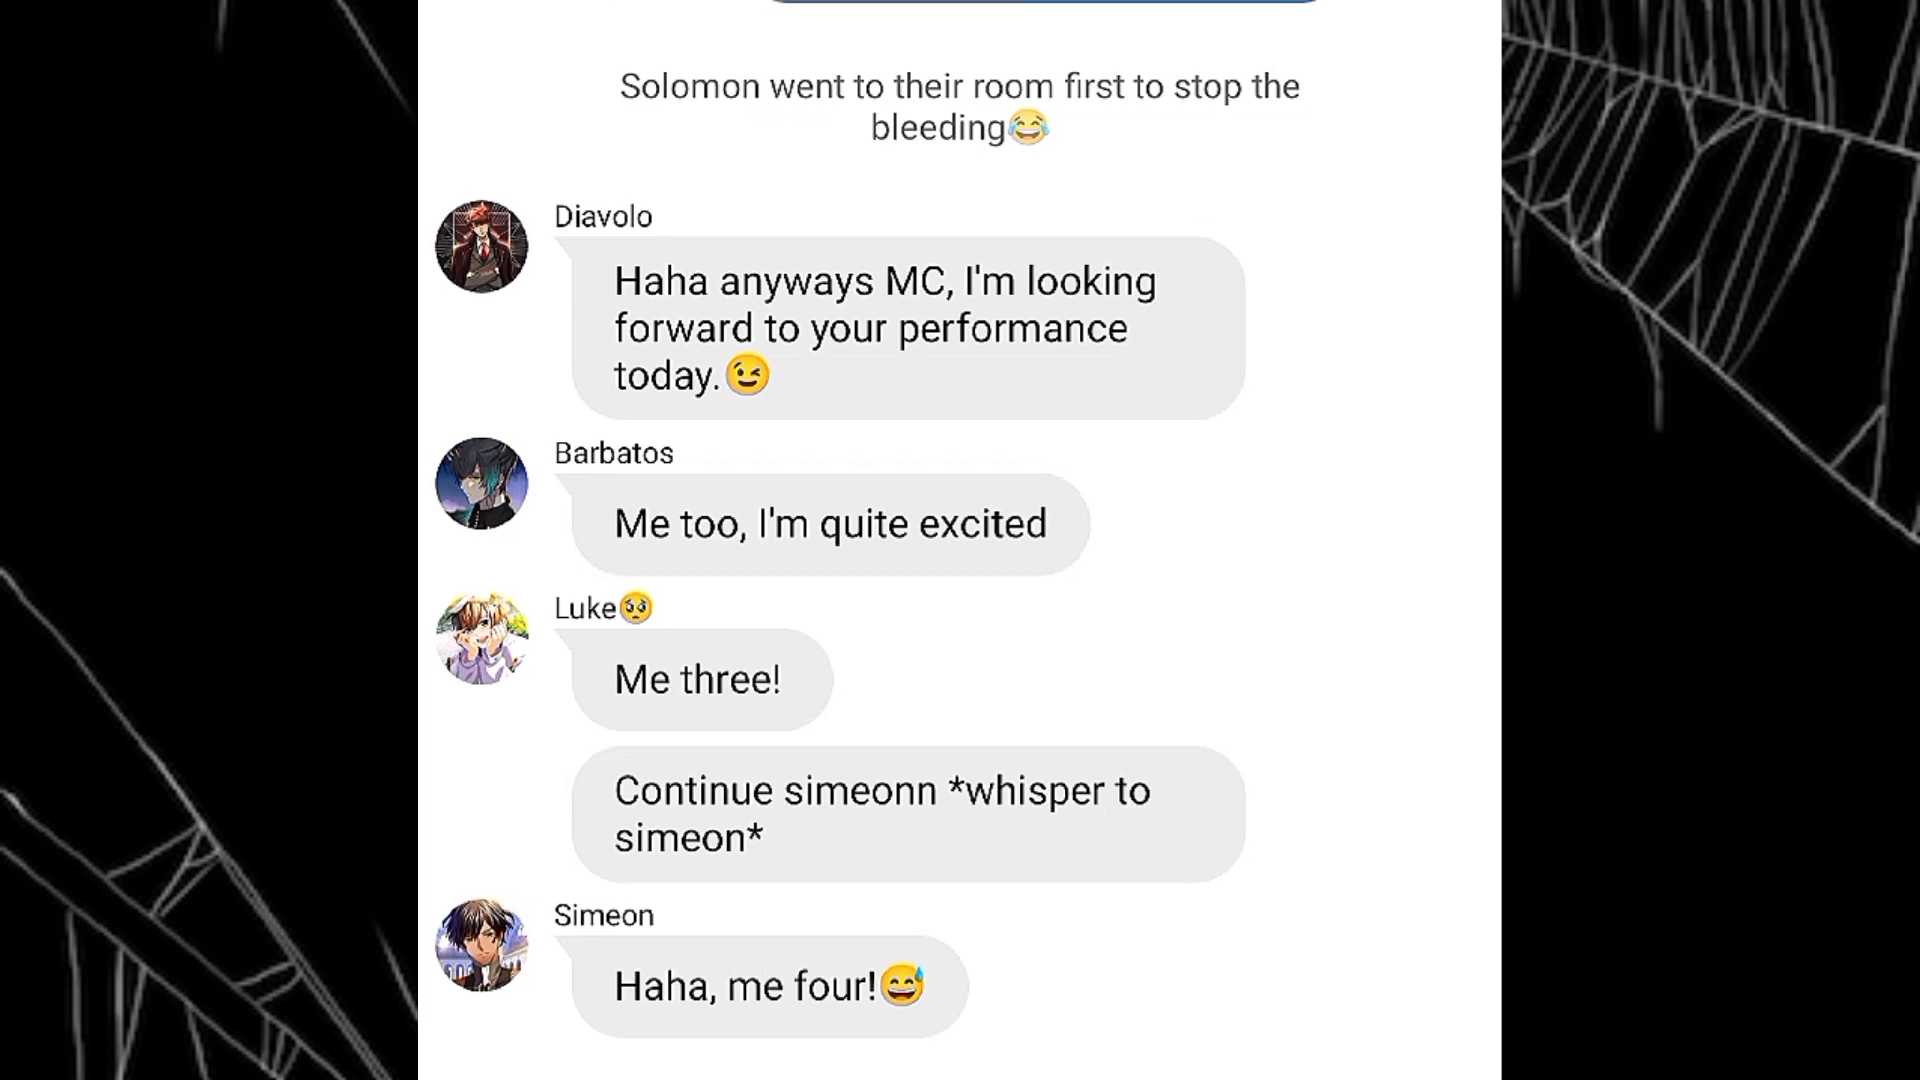 Solomon went to their room first to stop the
bleeding😂
Diavolo
Haha anyways MC, I'm looking
forward to your performance
today.😉
Barbatos
Me too, I'm quite excited
Luke🥺
Me three!
Continue simeonn *whisper to
simeon*
Simeon
Haha, me four!😅